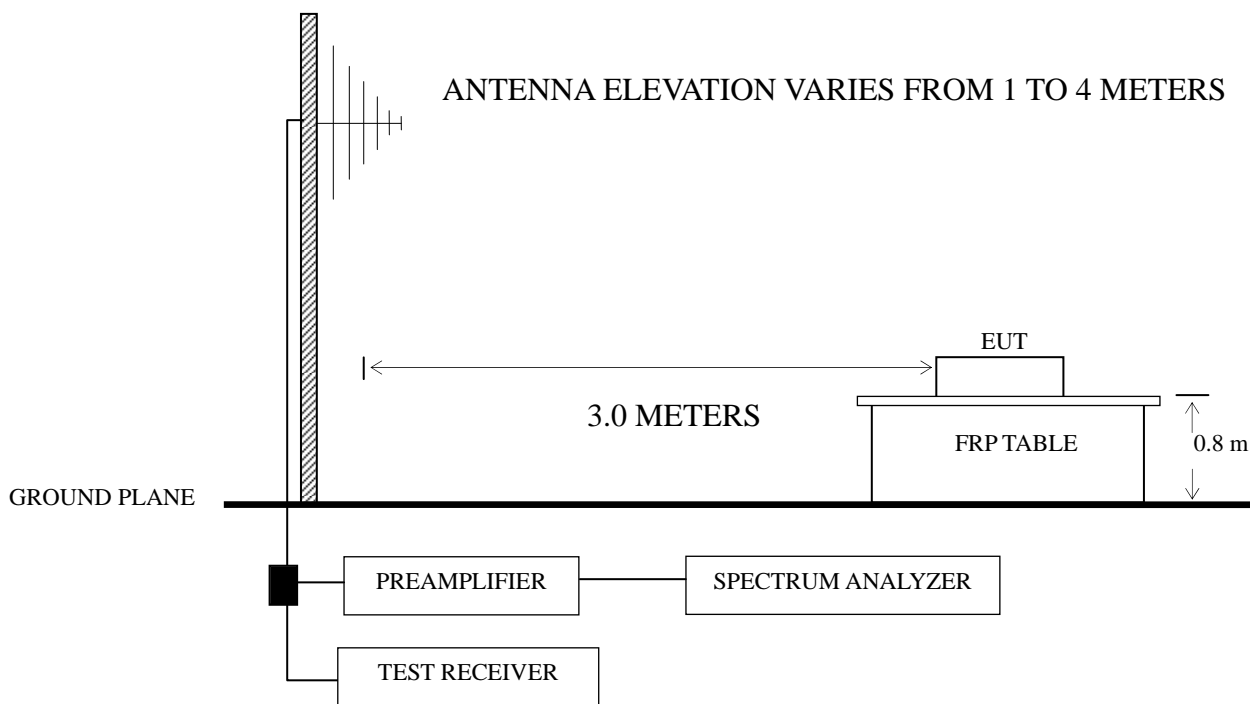 ANTENNA ELEVATION VARIES FROM 1 TO 4 METERS
EUT
3.0 METERS
FRP TABLE
0.8 m
GROUND PLANE
PREAMPLIFIER
SPECTRUM ANALYZER
TEST RECEIVER